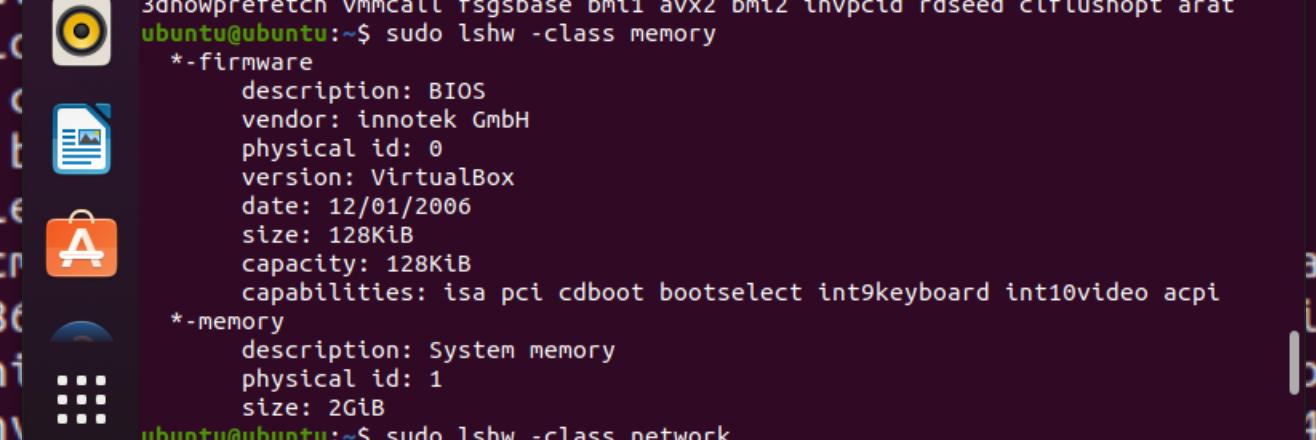 3dnowprefetch vmmcall fsgsbase bmi1 avx2 bmi2 invpcid rdseed clflushopt arat
ubuntu@ubuntu:~$ sudo lshw -class memory
*-firmware
description: BIOS
vendor: innotek GmbH
physical id: 0
version: VirtualBox
date: 12/01/2006
size: 128KiB
capacity: 128KiB
capabilities: isa pci cdboot bootselect int9keyboard int10video acpi
*-memory
description: System memory
physical id: 1
size: 2GiB
ubuntu@ubuntu:~$ sudo lshw -class network